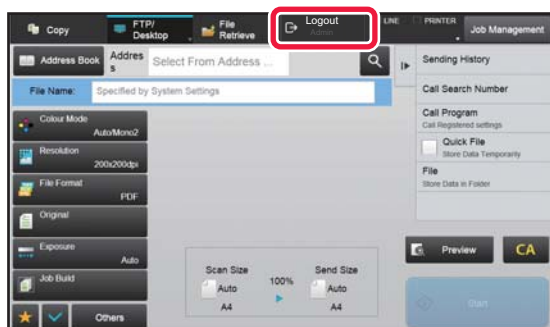 Copy
FTP/
Desktop
File
Retrieve
Logout
Admin
LINE
PRINTER
Job Management
Address Book
Addres
s
Select From Address ...
Sending History
File Name:
Specified by System Settings
Call Search Number
Colour Mode
Auto/Mono2
Call Program
Call Registered settings
Resolution
200x200dpi
Quick File
Store Data Temporarily
File Format
PDF
File
Store Data in Folder
Original
Exposure
Auto
Preview
CA
Job Build
Scan Size
Auto
A4
100%
Send Size
Auto
A4
Start
Others